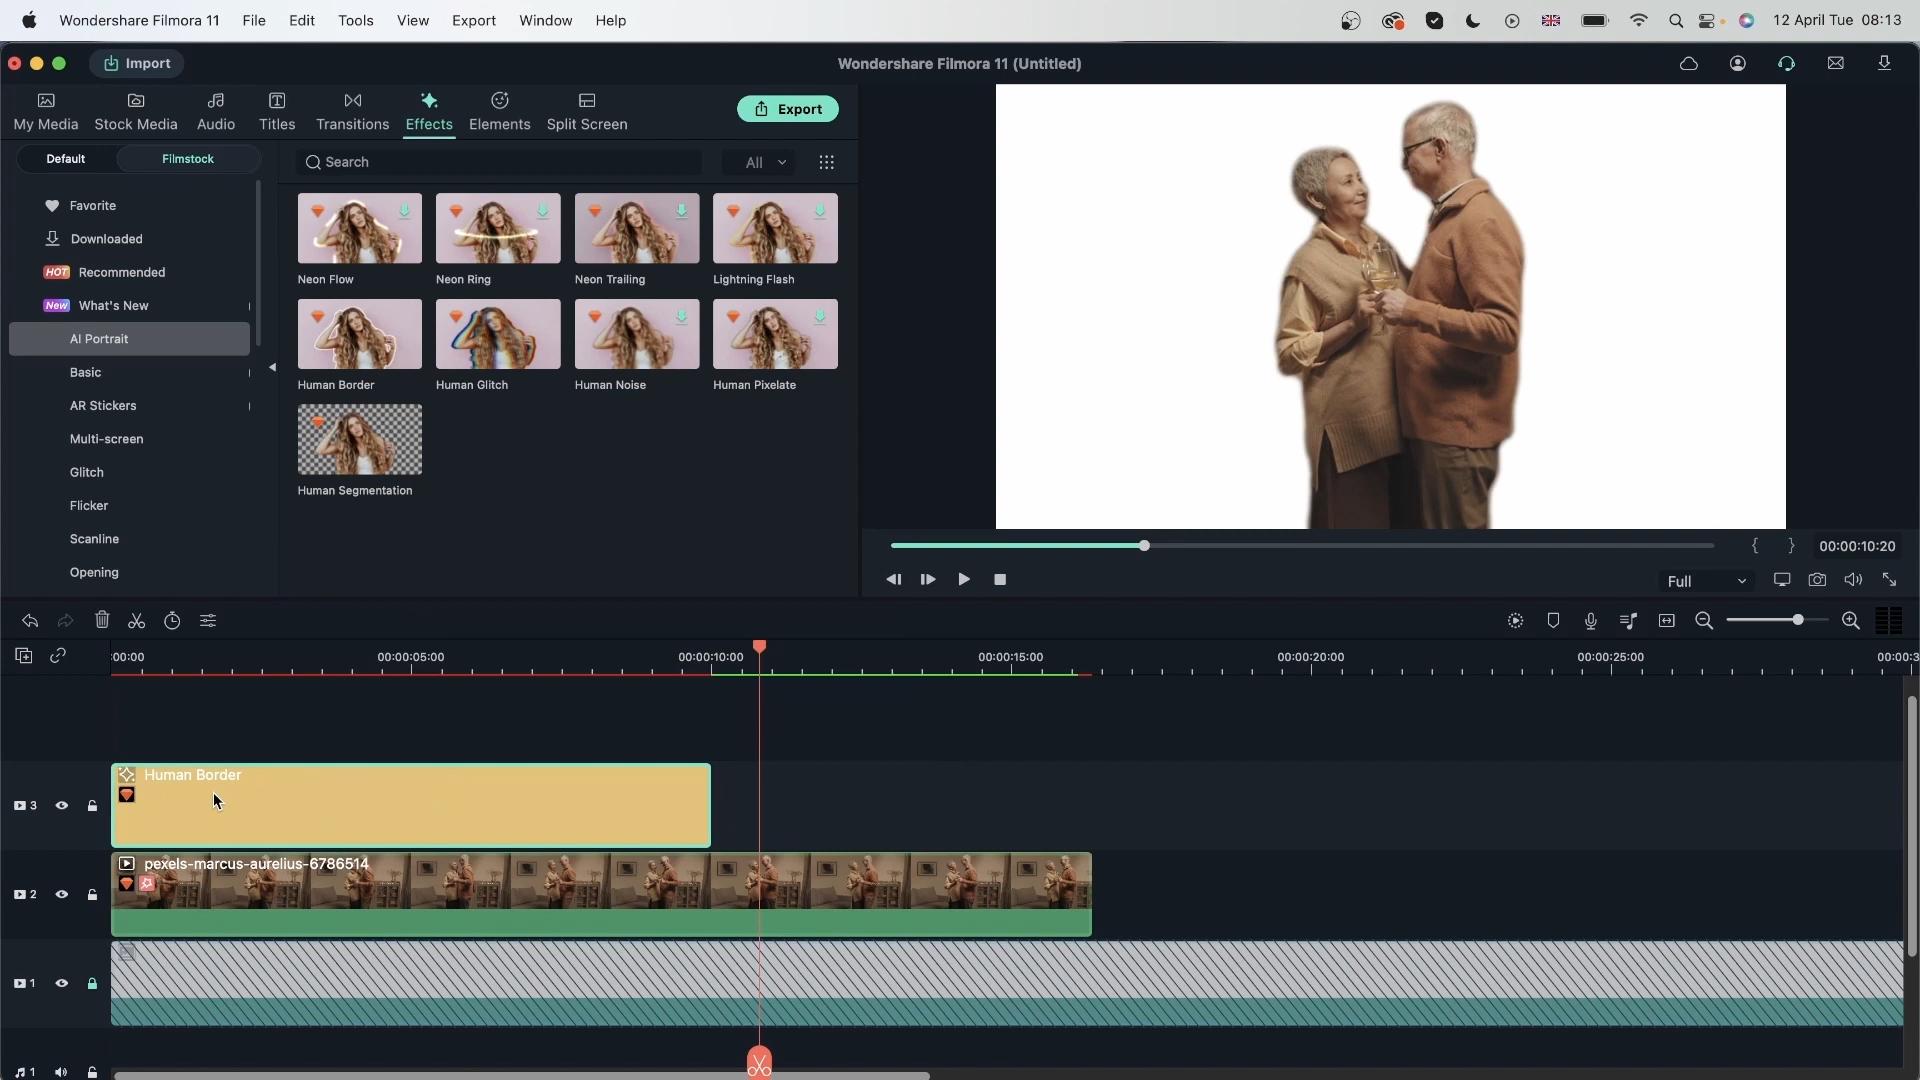 Wondershare Filmora 11 File Edit Tools View Export Window Help 12 April Tue 08:13
Import Wondershare Filmora 11 (Untitled)
My Media Stock Media Audio Titles Transitions Effects Elements Split Screen Export
Default Filmstock Search All
Favorite
Downloaded
HOT Recommended
New What's New
AI Portrait
Basic
AR Stickers
Multi-screen
Glitch
Flicker
Scanline
Opening
Neon Flow Neon Ring Neon Trailing Lightning Flash
Human Border Human Glitch Human Noise Human Pixelate
Human Segmentation
{ } 00:00:10:20
Full
:00:00 00:00:05:00 00:00:10:00 00:00:15:00 00:00:20:00 00:00:25:00 00:00:3
Human Border
3
pexels-marcus-aurelius-6786514
2
1
1